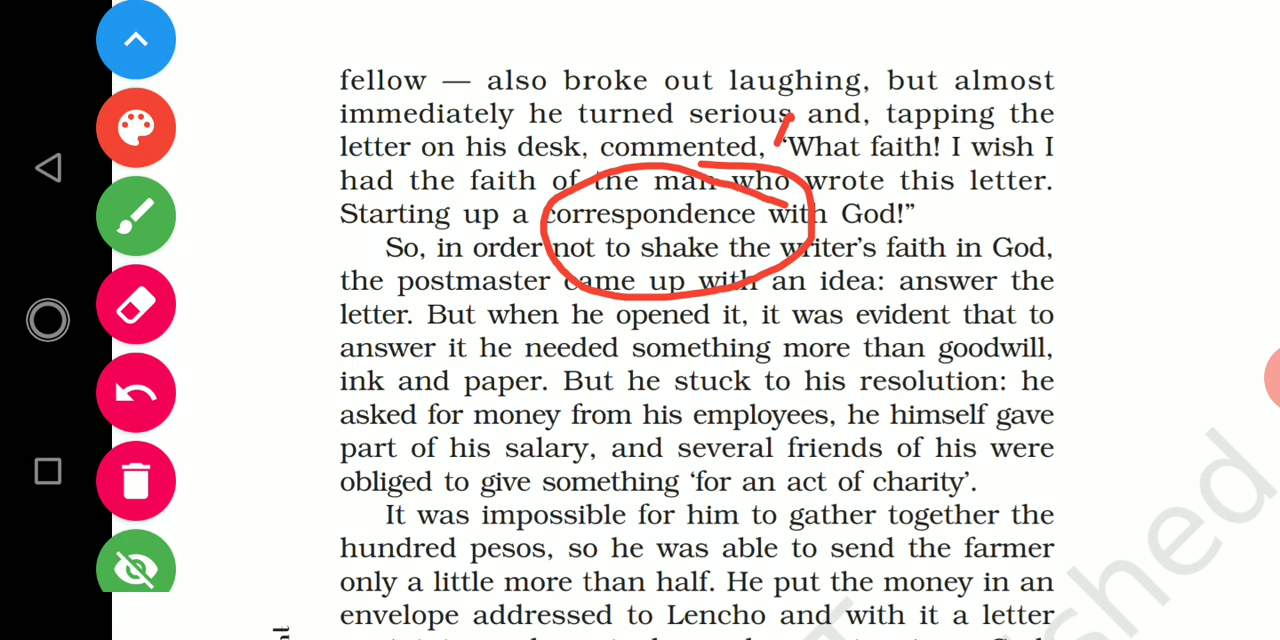 fellow — also broke out laughing, but almost
immediately he turned serious and, tapping the
letter on his desk, commented, “What faith! I wish I
had the faith of the man who wrote this letter.
Starting up a correspondence with God!”
So, in order not to shake the writer’s faith in God,
the postmaster came up with an idea: answer the
letter. But when he opened it, it was evident that to
answer it he needed something more than goodwill,
ink and paper. But he stuck to his resolution: he
asked for money from his employees, he himself gave
part of his salary, and several friends of his were
obliged to give something ‘for an act of charity’.
It was impossible for him to gather together the
hundred pesos, so he was able to send the farmer
only a little more than half. He put the money in an
envelope addressed to Lencho and with it a letter